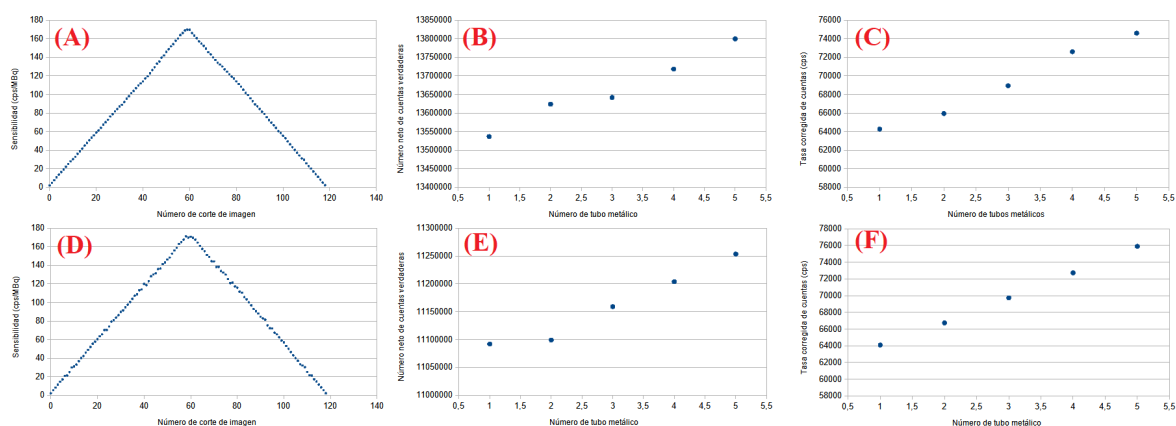 (A)
Sensibilidad (cps/MBq)
180
160
140
120
100
80
60
40
20
0
0 20 40 60 80 100 120 140
Número de corte de imagen
(B)
Número neto de cuentas verdaderas
13850000
13800000
13750000
13700000
13650000
13600000
13550000
13500000
13450000
13400000
0,5 1 1,5 2 2,5 3 3,5 4 4,5 5 5,5
Número de tubo metálico
(C)
Tasa corregida de cuentas (cps)
76000
74000
72000
70000
68000
66000
64000
62000
60000
58000
0,5 1 1,5 2 2,5 3 3,5 4 4,5 5 5,5
Número de tubos metálicos
(D)
Sensibilidad (cps/MBq)
180
160
140
120
100
80
60
40
20
0
0 20 40 60 80 100 120 140
Número de corte de imagen
(E)
Número neto de cuentas verdaderas
11300000
11250000
11200000
11150000
11100000
11050000
11000000
0,5 1 1,5 2 2,5 3 3,5 4 4,5 5 5,5
Número de tubo metálico
(F)
Tasa corregida de cuentas (cps)
78000
76000
74000
72000
70000
68000
66000
64000
62000
60000
58000
0,5 1 1,5 2 2,5 3 3,5 4 4,5 5 5,5
Número de tubo metálico